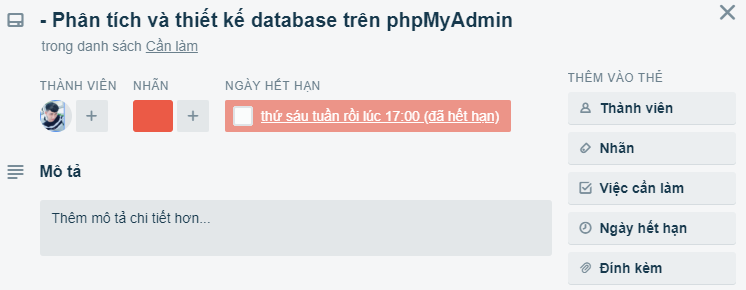 - Phân tích và thiết kế database trên phpMyAdmin
trong danh sách Cần làm
THÀNH VIÊN NHÃN NGÀY HẾT HẠN
thứ sáu tuần rồi lúc 17:00 (đã hết hạn)
Mô tả
Thêm mô tả chi tiết hơn...
THÊM VÀO THẺ
Thành viên
Nhãn
Việc cần làm
Ngày hết hạn
Đính kèm